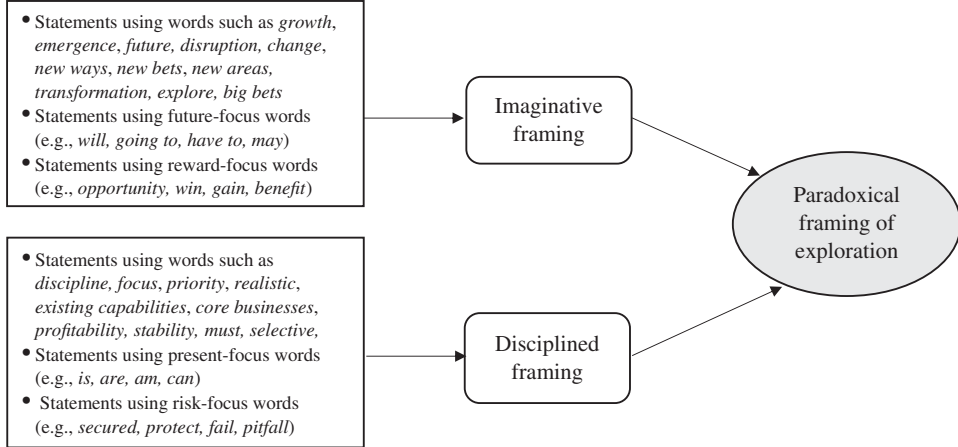 • Statements using words such as growth,
emergence, future, disruption, change,
new ways, new bets, new areas,
transformation, explore, big bets
• Statements using future-focus words
(e.g., will, going to, have to, may)
• Statements using reward-focus words
(e.g., opportunity, win, gain, benefit)
Imaginative
framing
Paradoxical
framing of
exploration
• Statements using words such as
discipline, focus, priority, realistic,
existing capabilities, core businesses,
profitability, stability, must, selective,
• Statements using present-focus words
(e.g., is, are, am, can)
• Statements using risk-focus words
(e.g., secured, protect, fail, pitfall)
Disciplined
framing